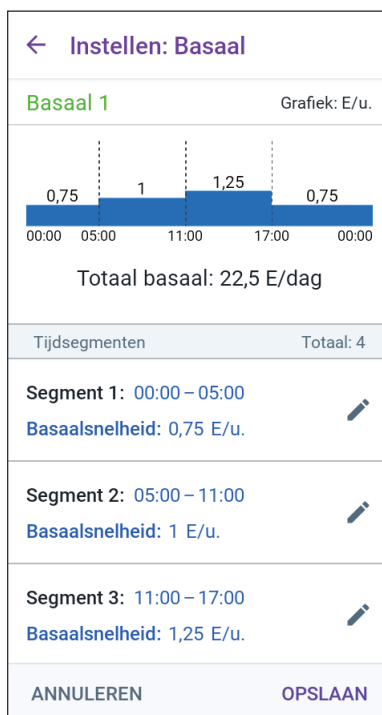 Instellen: Basaal
Basaal 1 Grafiek: E/u.
0,75 1 1,25 0,75
00:00 05:00 11:00 17:00 00:00
Totaal basaal: 22,5 E/dag
Tijdsegmenten Totaal: 4
Segment 1: 00:00 – 05:00
Basaalsnelheid: 0,75 E/u.
Segment 2: 05:00 – 11:00
Basaalsnelheid: 1 E/u.
Segment 3: 11:00 – 17:00
Basaalsnelheid: 1,25 E/u.
ANNULEREN OPSLAAN